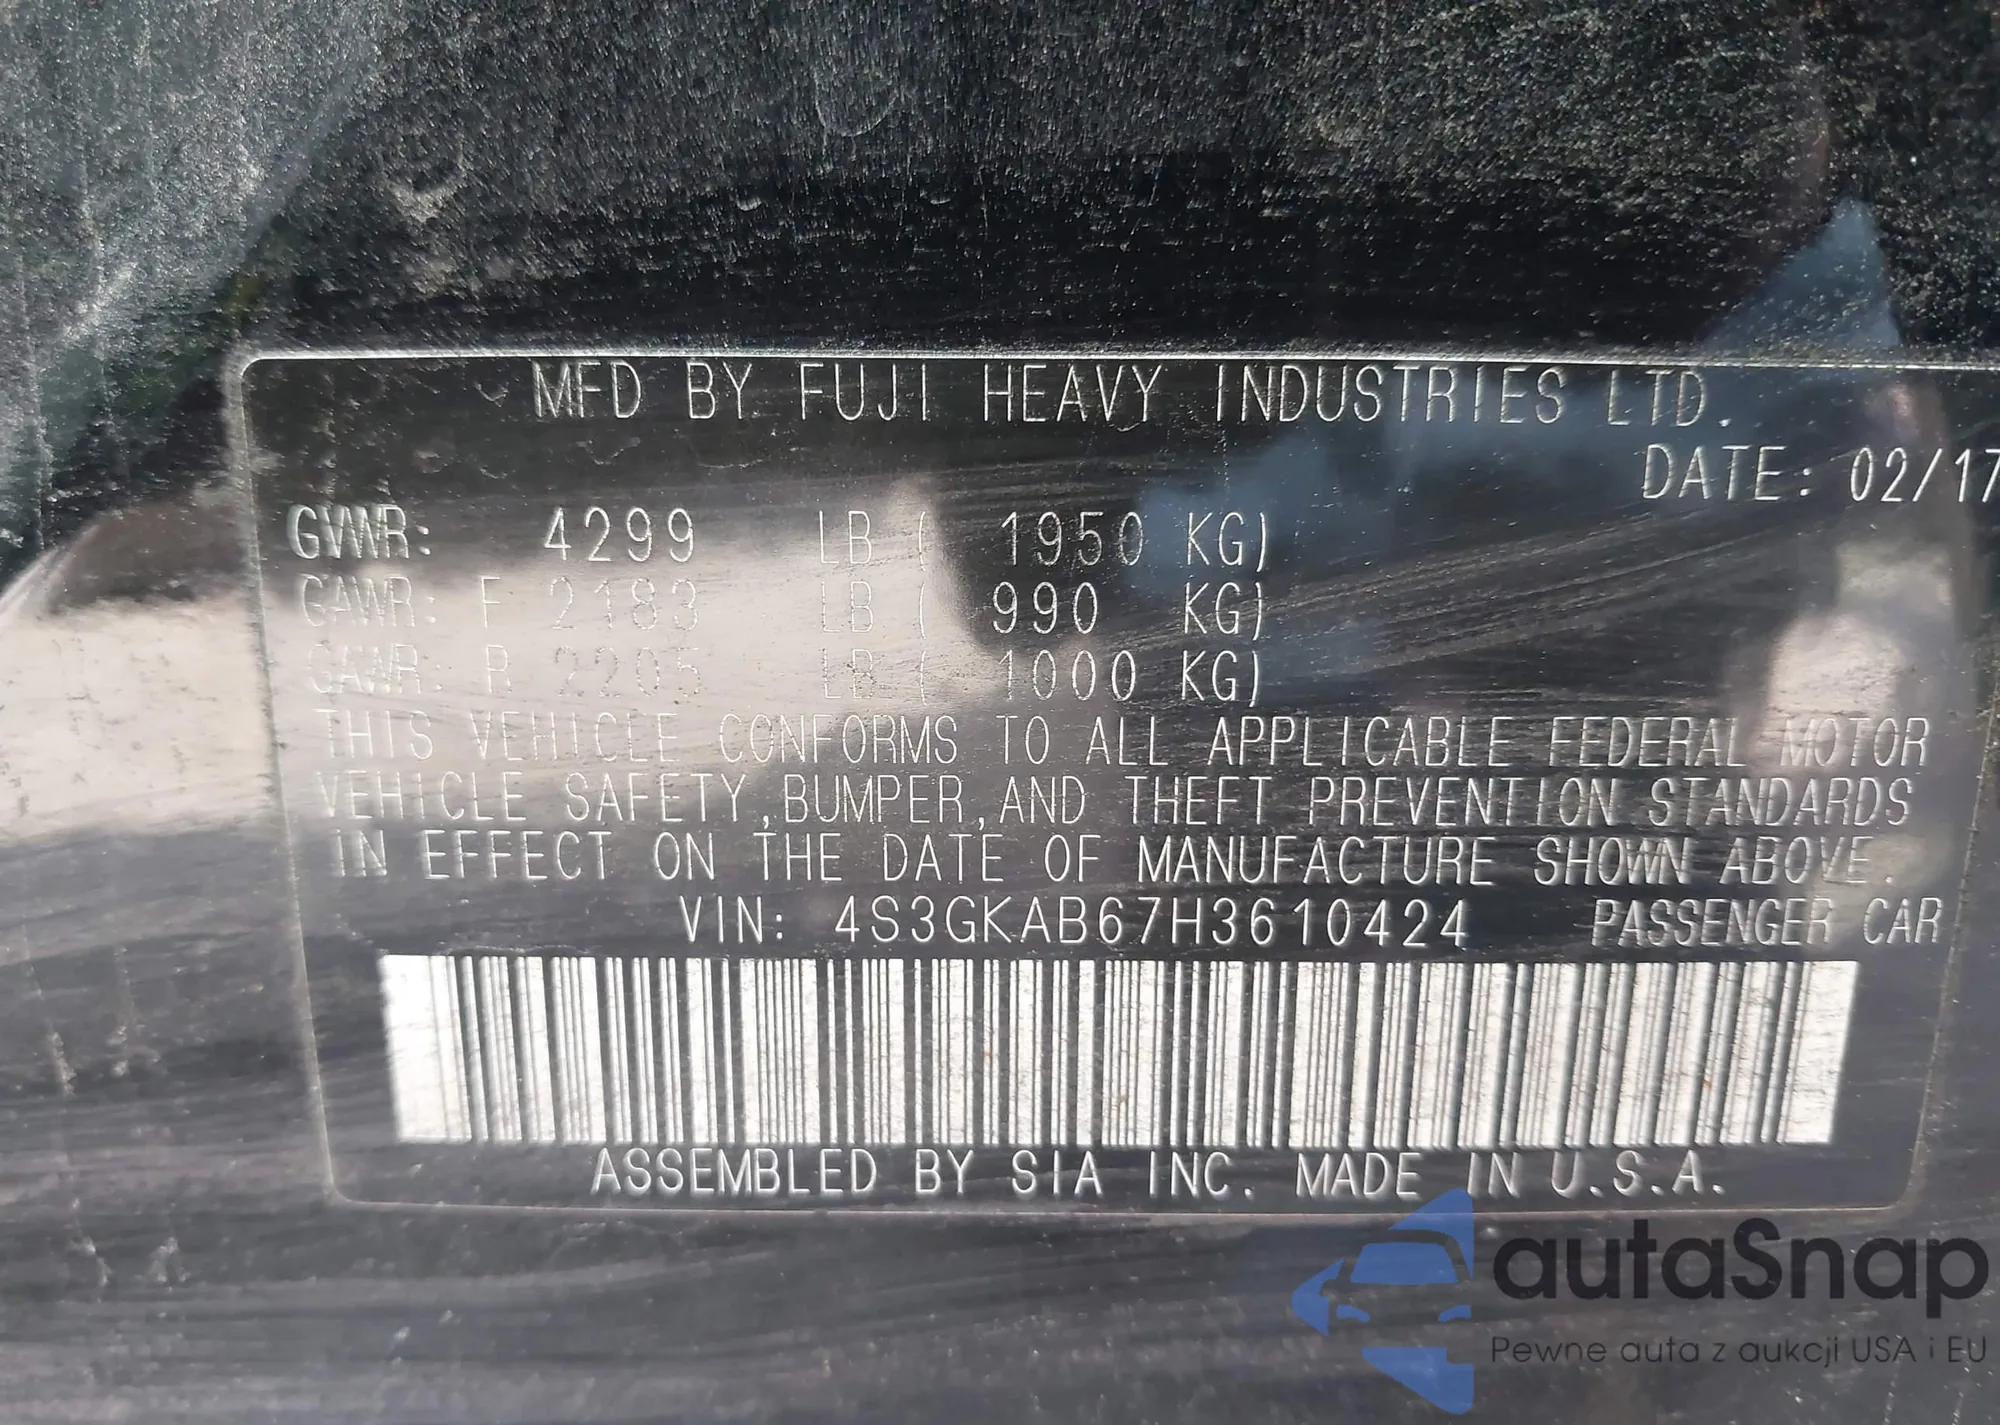 MFD BY FUJI HEAVY INDUSTRIES LTD.
DATE: 02/17
GVWR: 4299 LB ( 1950 KG)
GAWR: F 2183 LB ( 990 KG)
GAWR: R 2205 LB ( 1000 KG)
THIS VEHICLE CONFORMS TO ALL APPLICABLE FEDERAL MOTOR
VEHICLE SAFETY,BUMPER,AND THEFT PREVENTION STANDARDS
IN EFFECT ON THE DATE OF MANUFACTURE SHOWN ABOVE.
VIN: 4S3GKAB67H3610424 PASSENGER CAR
ASSEMBLED BY SIA INC. MADE IN U.S.A.
autaSnap
Pewne auta z aukcji USA i EU